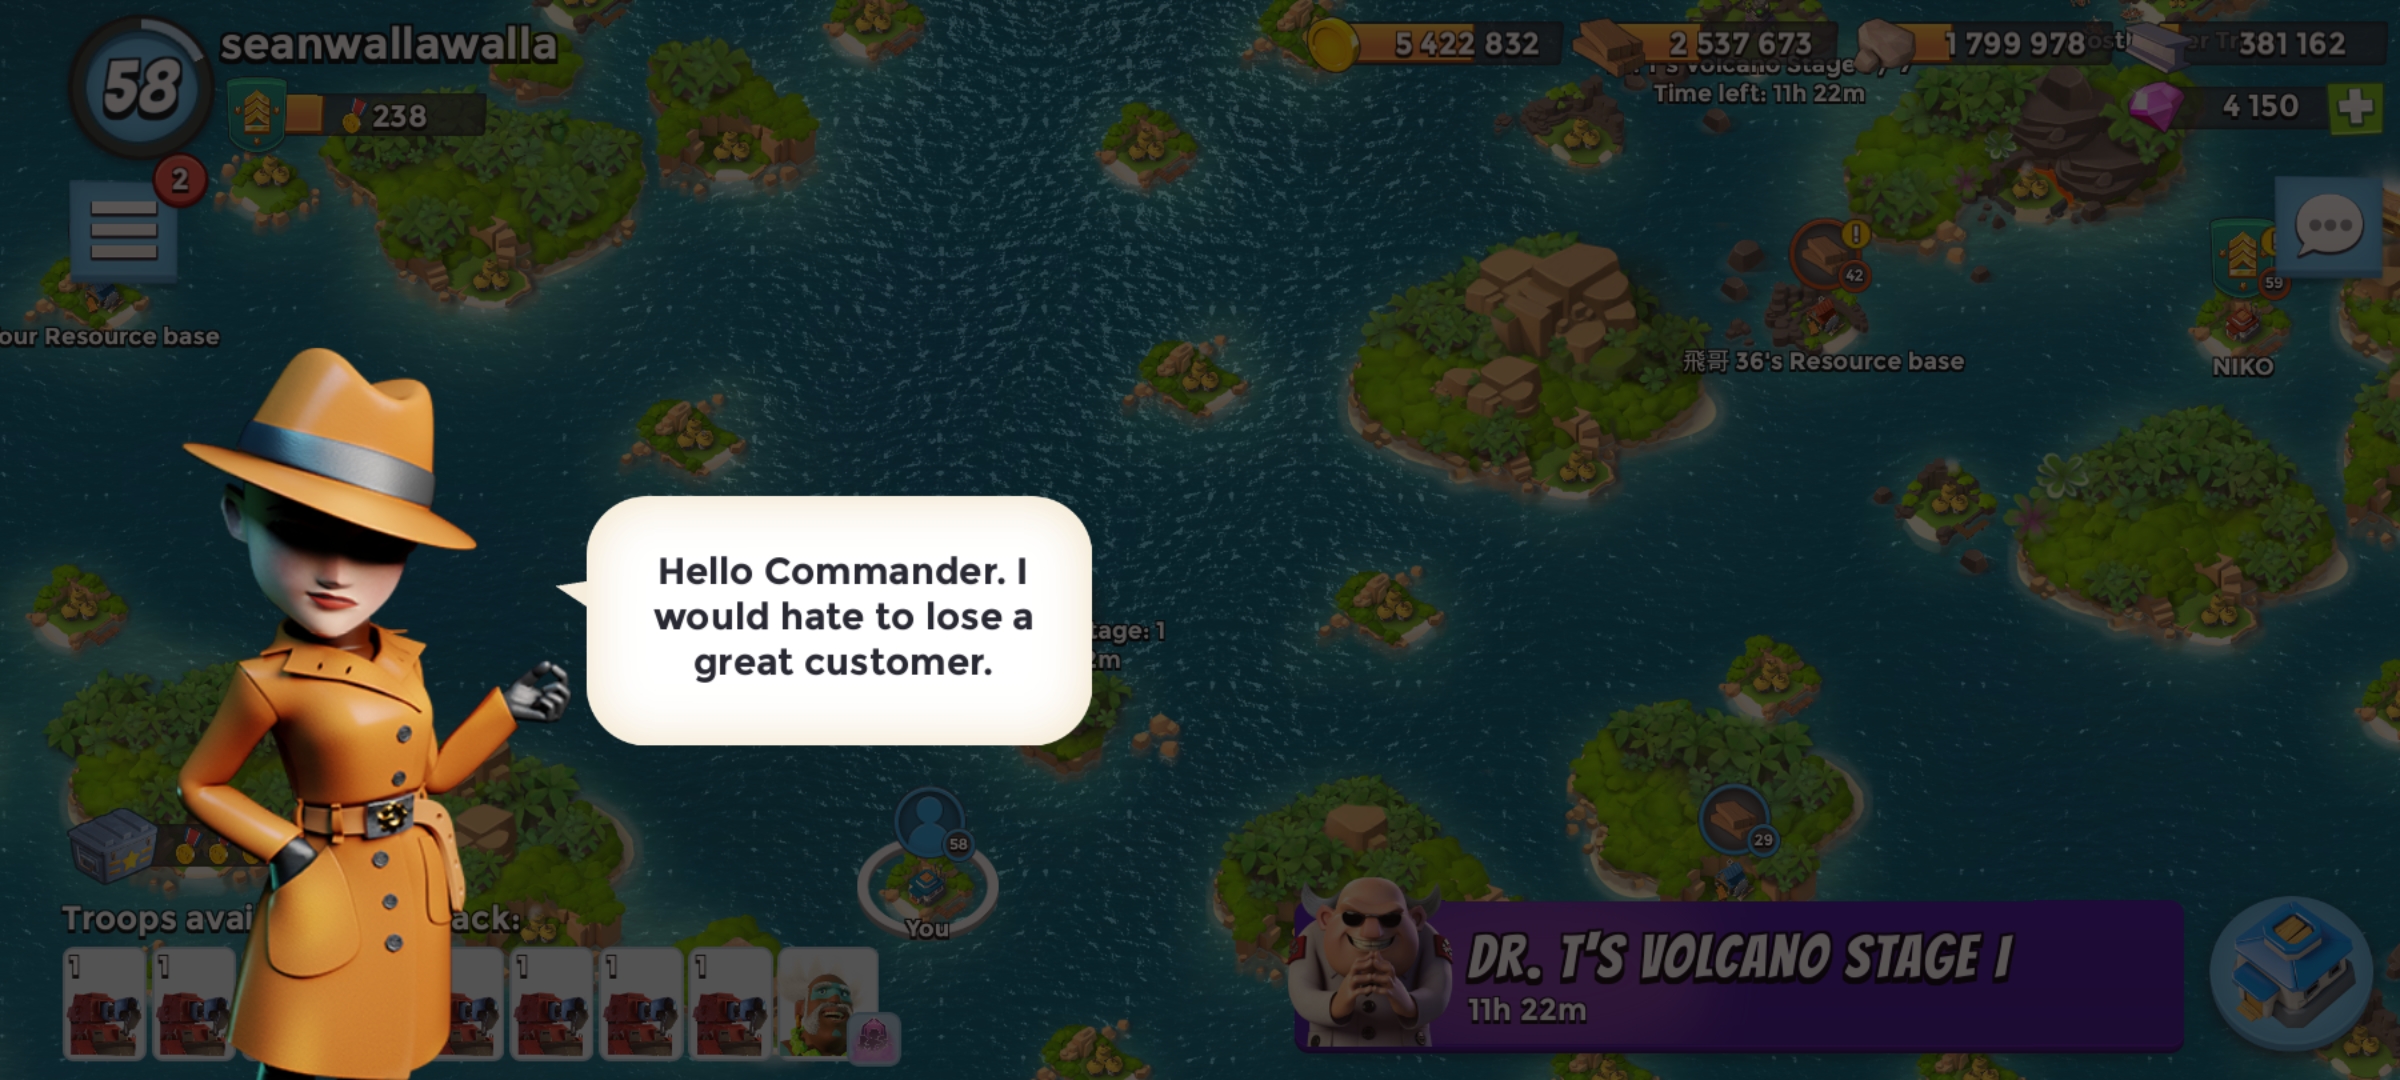 58
seanwallawalla
238
2
5 422 832
2 537 673
1 799 978
381 162
Time left: 11h 22m
4 150
42
59
our Resource base
飛哥 36's Resource base
NIKO
Hello Commander. I
would hate to lose a
great customer.
tage: 1
2m
58
You
29
Troops avai
ack:
1
1
1
1
1
DR. T'S VOLCANO STAGE 1
11h 22m